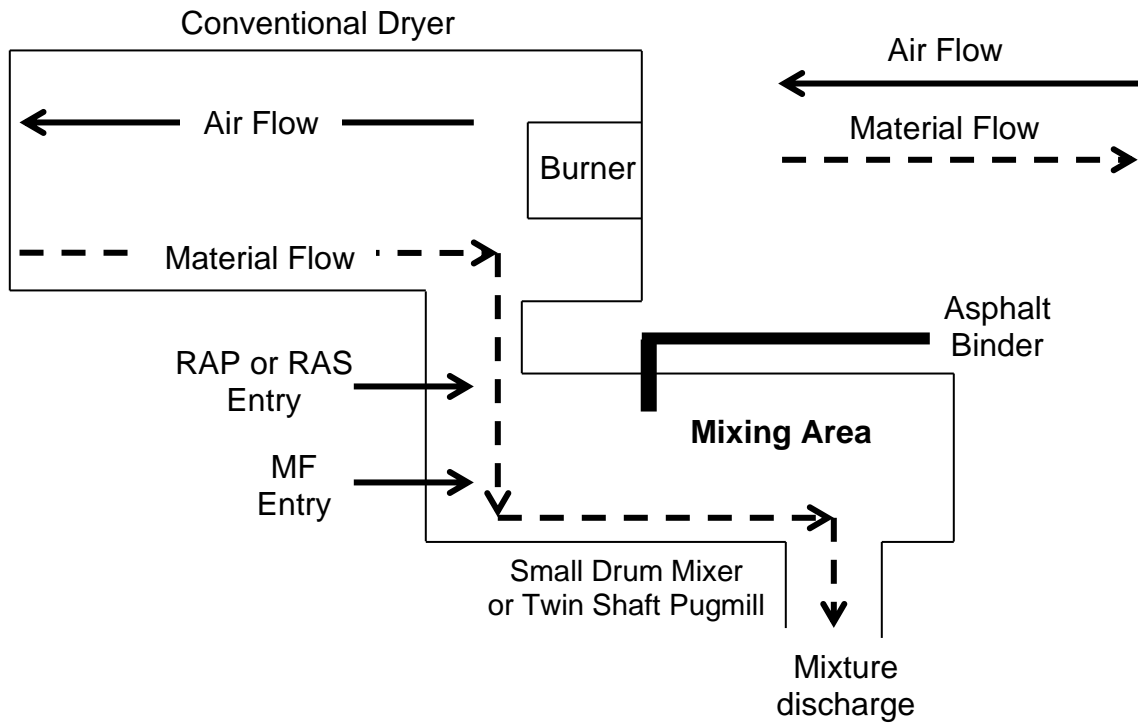 Conventional Dryer
Air Flow
Air Flow
Material Flow
Burner
Material Flow
Asphalt
Binder
RAP or RAS
Entry
Mixing Area
MF
Entry
Small Drum Mixer
or Twin Shaft Pugmill
Mixture
discharge